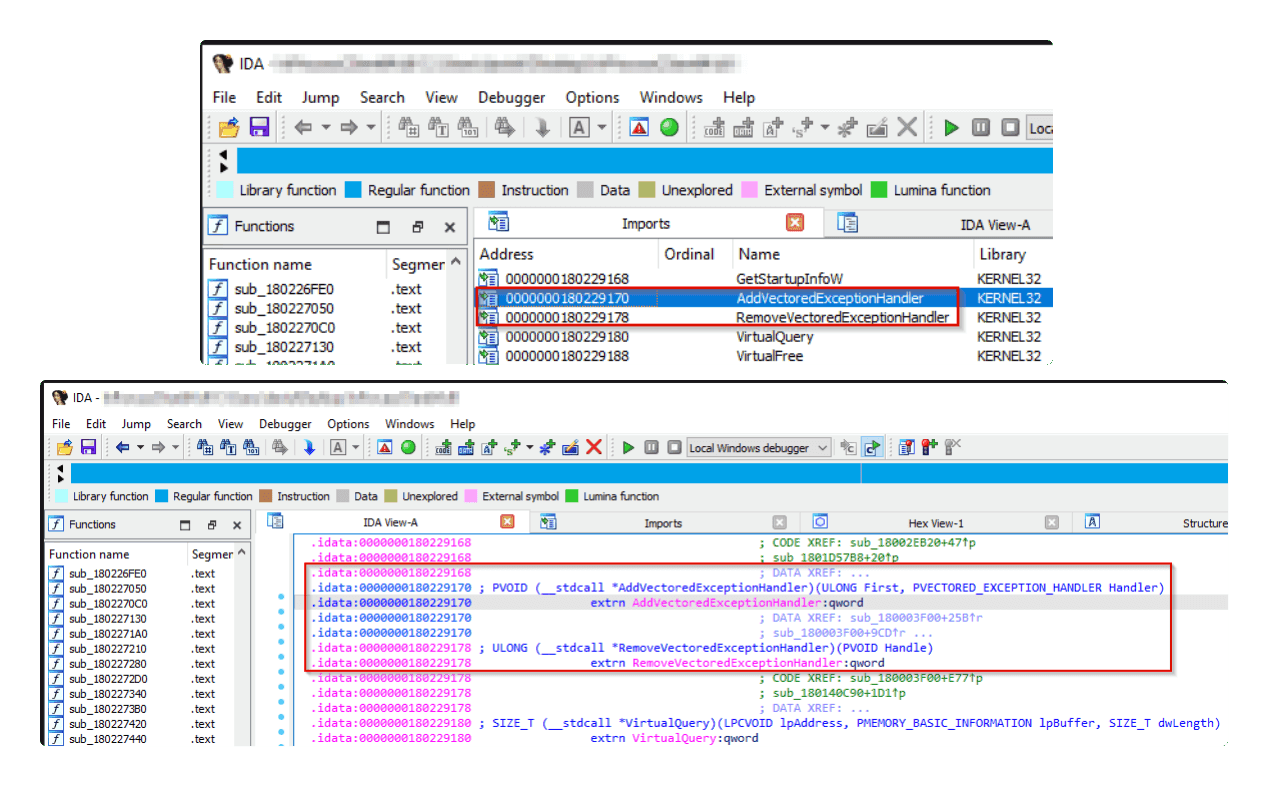 IDA -
File Edit Jump Search View Debugger Options Windows Help
Loc
Library function Regular function Instruction Data Unexplored External symbol Lumina function
Functions Imports IDA View-A
Function name Segmer Address Ordinal Name Library
sub_180226FE0 .text 0000000180229168 GetStartupInfoW KERNEL32
sub_180227050 .text 0000000180229170 AddVectoredExceptionHandler KERNEL32
sub_1802270C0 .text 0000000180229178 RemoveVectoredExceptionHandler KERNEL32
sub_180227130 .text 0000000180229180 VirtualQuery KERNEL32
sub_1802271A0 .text 0000000180229188 VirtualFree KERNEL32
IDA -
File Edit Jump Search View Debugger Options Windows Help
Local Windows debugger
Library function Regular function Instruction Data Unexplored External symbol Lumina function
Functions IDA View-A Imports Hex View-1 Structure
Function name Segmer
.idata:0000000180229168 ; CODE XREF: sub_18002EB20+47↑p
.idata:0000000180229168 ; sub_1801D57B8+20↑p
sub_180226FE0 .text .idata:0000000180229168 ; DATA XREF: ...
sub_180227050 .text .idata:0000000180229170 ; PVOID (__stdcall *AddVectoredExceptionHandler)(ULONG First, PVECTORED_EXCEPTION_HANDLER Handler)
sub_1802270C0 .text .idata:0000000180229170 extrn AddVectoredExceptionHandler:qword
sub_180227130 .text .idata:0000000180229170 ; DATA XREF: sub_180003F00+25B↑r
sub_1802271A0 .text .idata:0000000180229170 ; sub_180003F00+9CD↑r ...
sub_180227210 .text .idata:0000000180229178 ; ULONG (__stdcall *RemoveVectoredExceptionHandler)(PVOID Handle)
sub_180227280 .text .idata:0000000180229178 extrn RemoveVectoredExceptionHandler:qword
sub_1802272D0 .text .idata:0000000180229178 ; CODE XREF: sub_180003F00+E77↑p
sub_180227340 .text .idata:0000000180229178 ; sub_180140C90+1D1↑p
sub_1802273B0 .text .idata:0000000180229178 ; DATA XREF: ...
sub_180227420 .text .idata:0000000180229180 ; SIZE_T (__stdcall *VirtualQuery)(LPCVOID lpAddress, PMEMORY_BASIC_INFORMATION lpBuffer, SIZE_T dwLength)
sub_180227440 .text .idata:0000000180229180 extrn VirtualQuery:qword